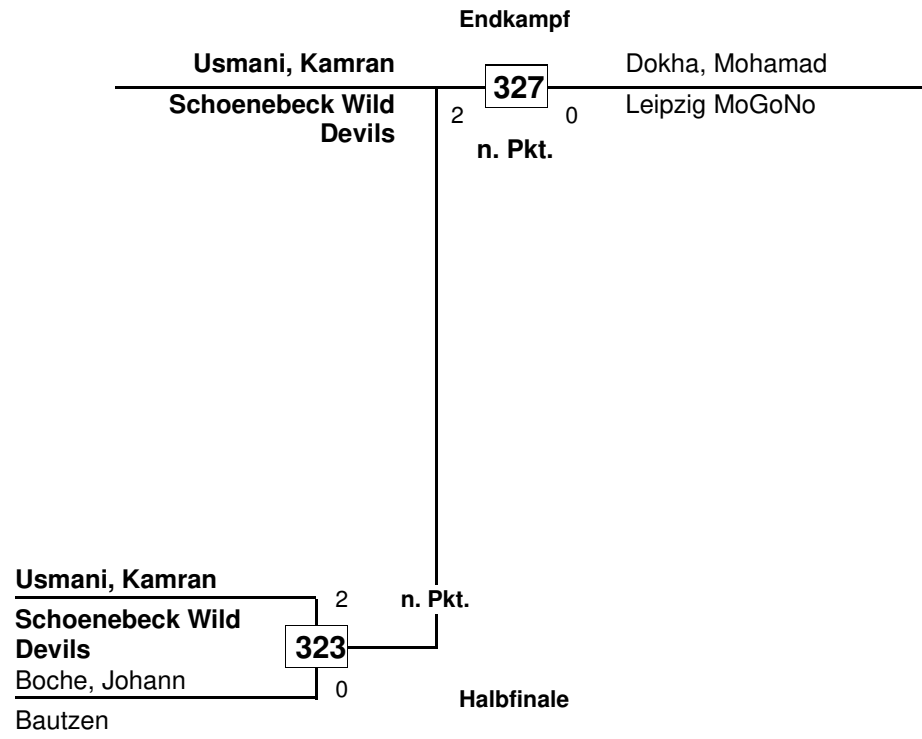 Endkampf
Usmani, Kamran
327
Dokha, Mohamad
Schoenebeck Wild
Devils
2
0
Leipzig MoGoNo
n. Pkt.
Usmani, Kamran
2
n. Pkt.
Schoenebeck Wild
Devils
323
Boche, Johann
0
Halbfinale
Bautzen